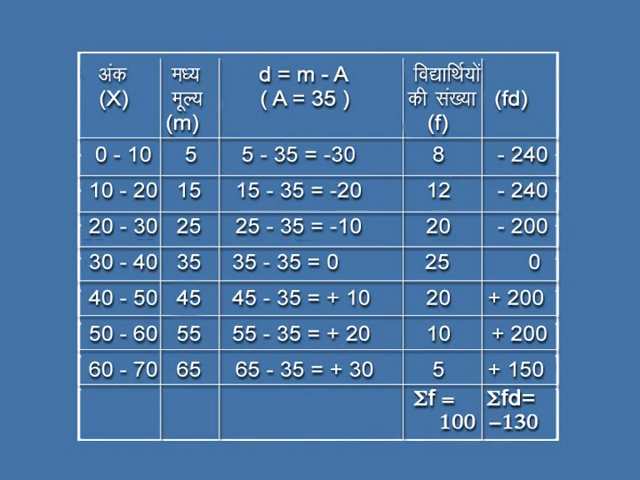 अंक मध्य d = m - A विद्यार्थियों
(X) मूल्य ( A = 35 ) की संख्या (fd)
(m) (f)
0 - 10 5 5 - 35 = -30 8 - 240
10 - 20 15 15 - 35 = -20 12 - 240
20 - 30 25 25 - 35 = -10 20 - 200
30 - 40 35 35 - 35 = 0 25 0
40 - 50 45 45 - 35 = + 10 20 + 200
50 - 60 55 55 - 35 = + 20 10 + 200
60 - 70 65 65 - 35 = + 30 5 + 150
Σf = Σfd=
100 –130